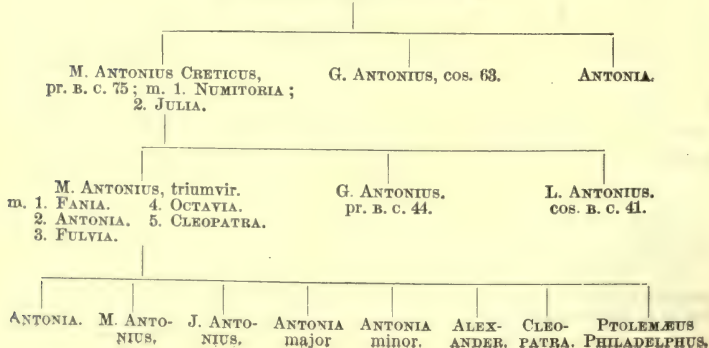 M. ANTONIUS CRETICUS, G. ANTONIUS, cos. 63. ANTONIA.
pr. B. C. 75; m. 1. NUMITORIA;
2. JULIA.
M. ANTONIUS, triumvir. G. ANTONIUS. L. ANTONIUS.
m. 1. FANIA. 4. OCTAVIA. pr. B. C. 44. cos. B. C. 41.
2. ANTONIA. 5. CLEOPATRA.
3. FULVIA.
ANTONIA. M. ANTO- J. ANTO- ANTONIA ANTONIA ALEX- CLEO- PTOLEMÆUS
NIUS. NIUS. major minor. ANDER. PATRA. PHILADELPHUS.